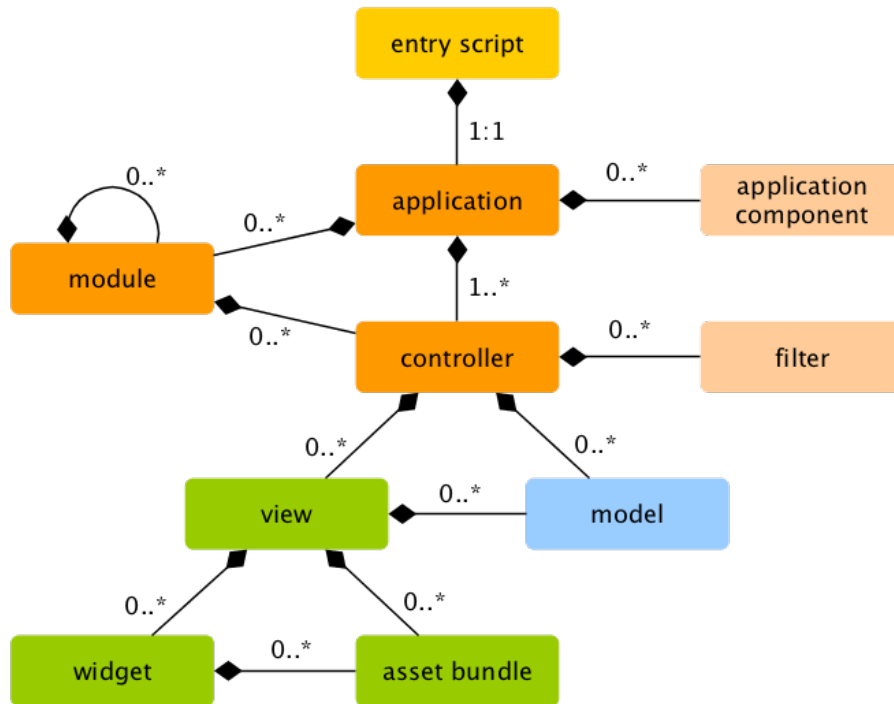 entry script
1:1
0..*
0..*
application
application
component
0..*
module
1..*
0..*
controller
0..*
filter
0..*
0..*
view
0..*
model
0..*
0..*
widget
0..*
asset bundle